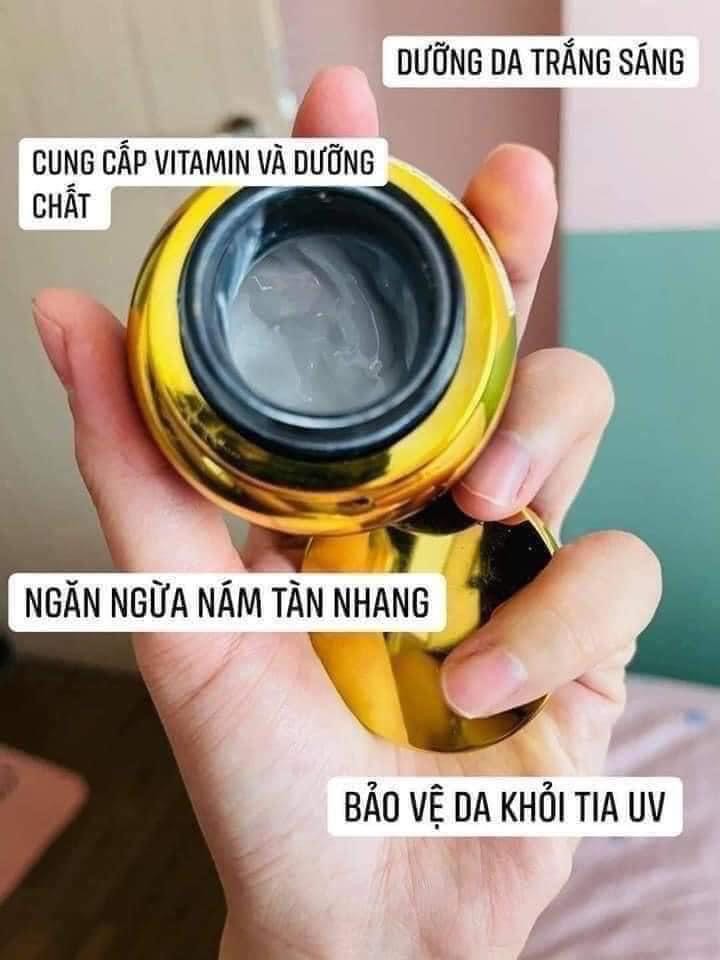 DƯỠNG DA TRẮNG SÁNG
CUNG CẤP VITAMIN VÀ DƯỠNG
CHẤT
NGĂN NGỪA NÁM TÀN NHANG
BẢO VỆ DA KHỎI TIA UV